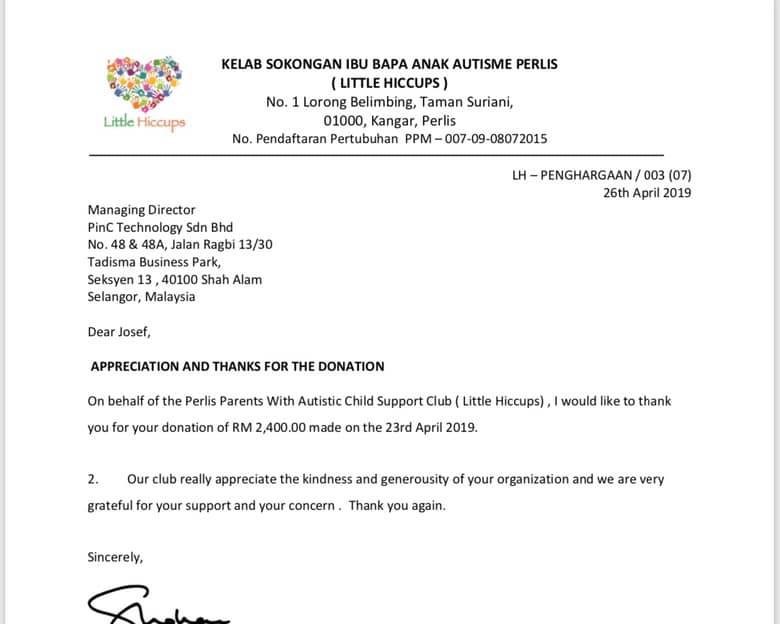 KELAB SOKONGAN IBU BAPA ANAK AUTISME PERLIS
( LITTLE HICCUPS )
No. 1 Lorong Belimbing, Taman Suriani,
01000, Kangar, Perlis
No. Pendaftaran Pertubuhan PPM – 007-09-08072015
Little Hiccups
LH – PENGHARGAAN / 003 (07)
26th April 2019
Managing Director
PinC Technology Sdn Bhd
No. 48 & 48A, Jalan Ragbi 13/30
Tadisma Business Park,
Seksyen 13 , 40100 Shah Alam
Selangor, Malaysia
Dear Josef,
APPRECIATION AND THANKS FOR THE DONATION
On behalf of the Perlis Parents With Autistic Child Support Club ( Little Hiccups) , I would like to thank
you for your donation of RM 2,400.00 made on the 23rd April 2019.
2. Our club really appreciate the kindness and generousity of your organization and we are very
grateful for your support and your concern . Thank you again.
Sincerely,